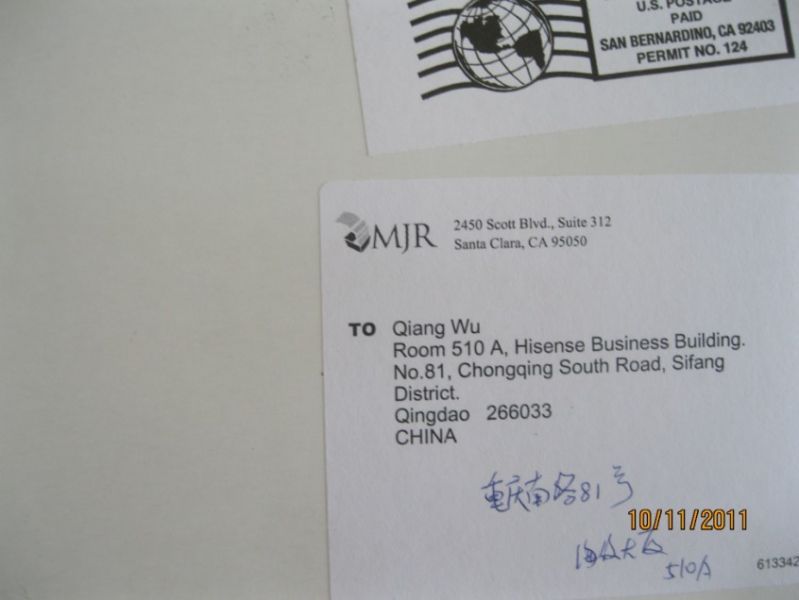 U.S. POSTAGE
PAID
SAN BERNARDINO, CA 92403
PERMIT NO. 124
MJR
2450 Scott Blvd., Suite 312
Santa Clara, CA 95050
TO Qiang Wu
Room 510 A, Hisense Business Building.
No.81, Chongqing South Road, Sifang
District.
Qingdao 266033
CHINA
重庆南路81号
10/11/2011
海信大厦
510A
613342